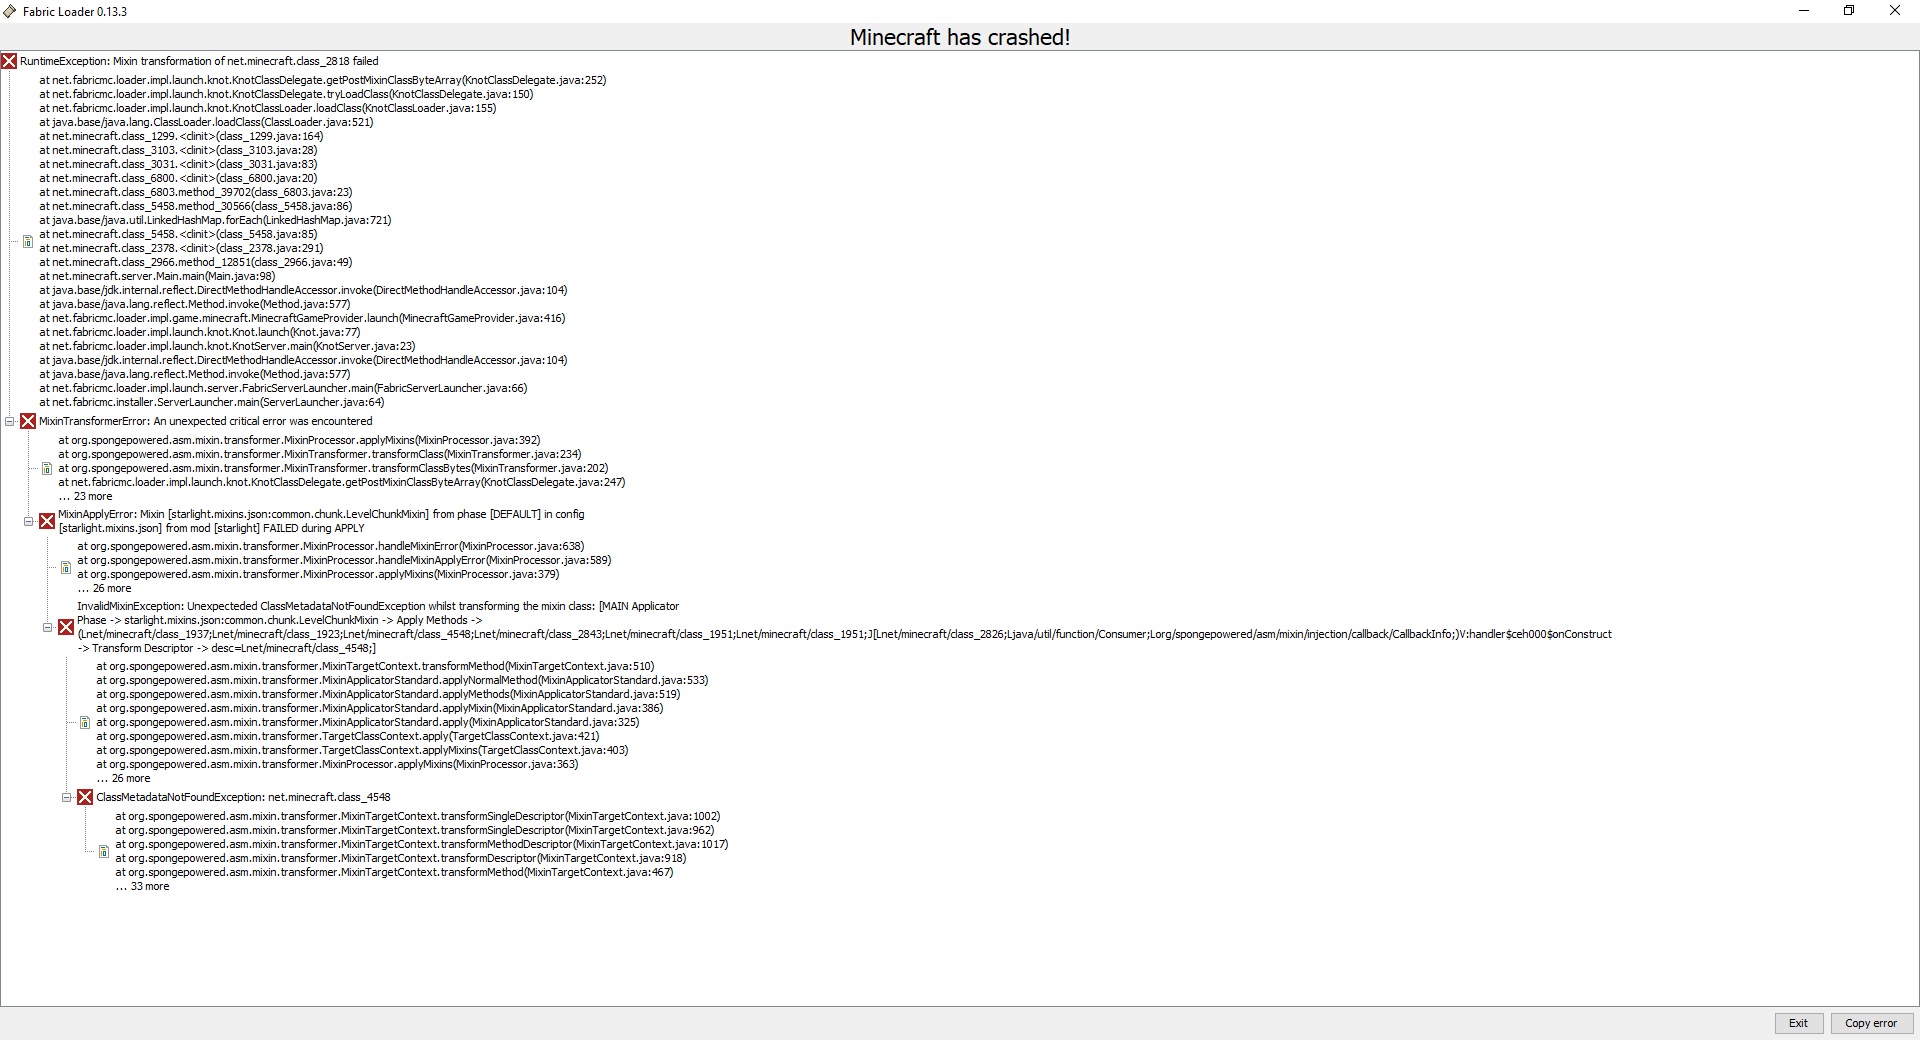 Fabric Loader 0.13.3
Minecraft has crashed!
RuntimeException: Mixin transformation of net.minecraft.class_2818 failed
at net.fabricmc.loader.impl.launch.knot.KnotClassDelegate.getPostMixinClassByteArray(KnotClassDelegate.java:252)
at net.fabricmc.loader.impl.launch.knot.KnotClassDelegate.tryLoadClass(KnotClassDelegate.java:150)
at net.fabricmc.loader.impl.launch.knot.KnotClassLoader.loadClass(KnotClassLoader.java:155)
at java.base/java.lang.ClassLoader.loadClass(ClassLoader.java:521)
at net.minecraft.class_1299.<clinit>(class_1299.java:164)
at net.minecraft.class_3103.<clinit>(class_3103.java:28)
at net.minecraft.class_3031.<clinit>(class_3031.java:83)
at net.minecraft.class_6800.<clinit>(class_6800.java:20)
at net.minecraft.class_6803.method_39702(class_6803.java:23)
at net.minecraft.class_5458.method_30566(class_5458.java:86)
at java.base/java.util.LinkedHashMap.forEach(LinkedHashMap.java:721)
at net.minecraft.class_5458.<clinit>(class_5458.java:85)
at net.minecraft.class_2378.<clinit>(class_2378.java:291)
at net.minecraft.class_2966.method_12851(class_2966.java:49)
at net.minecraft.server.Main.main(Main.java:98)
at java.base/jdk.internal.reflect.DirectMethodHandleAccessor.invoke(DirectMethodHandleAccessor.java:104)
at java.base/java.lang.reflect.Method.invoke(Method.java:577)
at net.fabricmc.loader.impl.game.minecraft.MinecraftGameProvider.launch(MinecraftGameProvider.java:416)
at net.fabricmc.loader.impl.launch.knot.Knot.launch(Knot.java:77)
at net.fabricmc.loader.impl.launch.knot.KnotServer.main(KnotServer.java:23)
at java.base/jdk.internal.reflect.DirectMethodHandleAccessor.invoke(DirectMethodHandleAccessor.java:104)
at java.base/java.lang.reflect.Method.invoke(Method.java:577)
at net.fabricmc.loader.impl.launch.server.FabricServerLauncher.main(FabricServerLauncher.java:66)
at net.fabricmc.installer.ServerLauncher.main(ServerLauncher.java:64)
MixinTransformerError: An unexpected critical error was encountered
at org.spongepowered.asm.mixin.transformer.MixinProcessor.applyMixins(MixinProcessor.java:392)
at org.spongepowered.asm.mixin.transformer.MixinTransformer.transformClass(MixinTransformer.java:234)
at org.spongepowered.asm.mixin.transformer.MixinTransformer.transformClassBytes(MixinTransformer.java:202)
at net.fabricmc.loader.impl.launch.knot.KnotClassDelegate.getPostMixinClassByteArray(KnotClassDelegate.java:247)
... 23 more
MixinApplyError: Mixin [starlight.mixins.json:common.chunk.LevelChunkMixin] from phase [DEFAULT] in config
[starlight.mixins.json] from mod [starlight] FAILED during APPLY
at org.spongepowered.asm.mixin.transformer.MixinProcessor.handleMixinError(MixinProcessor.java:638)
at org.spongepowered.asm.mixin.transformer.MixinProcessor.handleMixinApplyError(MixinProcessor.java:589)
at org.spongepowered.asm.mixin.transformer.MixinProcessor.applyMixins(MixinProcessor.java:379)
... 26 more
InvalidMixinException: Unexpecteded ClassMetadataNotFoundException whilst transforming the mixin class: [MAIN Applicator
Phase -> starlight.mixins.json:common.chunk.LevelChunkMixin -> Apply Methods ->
(Lnet/minecraft/class_1937;Lnet/minecraft/class_1923;Lnet/minecraft/class_4548;Lnet/minecraft/class_2843;Lnet/minecraft/class_1951;Lnet/minecraft/class_1951;J[Lnet/minecraft/class_2826;Ljava/util/function/Consumer;Lorg/spongepowered/asm/mixin/injection/callback/CallbackInfo;)V:handler$ceh000$onConstruct
-> Transform Descriptor -> desc=Lnet/minecraft/class_4548;]
at org.spongepowered.asm.mixin.transformer.MixinTargetContext.transformMethod(MixinTargetContext.java:510)
at org.spongepowered.asm.mixin.transformer.MixinApplicatorStandard.applyNormalMethod(MixinApplicatorStandard.java:533)
at org.spongepowered.asm.mixin.transformer.MixinApplicatorStandard.applyMethods(MixinApplicatorStandard.java:519)
at org.spongepowered.asm.mixin.transformer.MixinApplicatorStandard.applyMixin(MixinApplicatorStandard.java:386)
at org.spongepowered.asm.mixin.transformer.MixinApplicatorStandard.apply(MixinApplicatorStandard.java:325)
at org.spongepowered.asm.mixin.transformer.TargetClassContext.apply(TargetClassContext.java:421)
at org.spongepowered.asm.mixin.transformer.TargetClassContext.applyMixins(TargetClassContext.java:403)
at org.spongepowered.asm.mixin.transformer.MixinProcessor.applyMixins(MixinProcessor.java:363)
... 26 more
ClassMetadataNotFoundException: net.minecraft.class_4548
at org.spongepowered.asm.mixin.transformer.MixinTargetContext.transformSingleDescriptor(MixinTargetContext.java:1002)
at org.spongepowered.asm.mixin.transformer.MixinTargetContext.transformSingleDescriptor(MixinTargetContext.java:962)
at org.spongepowered.asm.mixin.transformer.MixinTargetContext.transformMethodDescriptor(MixinTargetContext.java:1017)
at org.spongepowered.asm.mixin.transformer.MixinTargetContext.transformDescriptor(MixinTargetContext.java:918)
at org.spongepowered.asm.mixin.transformer.MixinTargetContext.transformMethod(MixinTargetContext.java:467)
... 33 more
Exit
Copy error